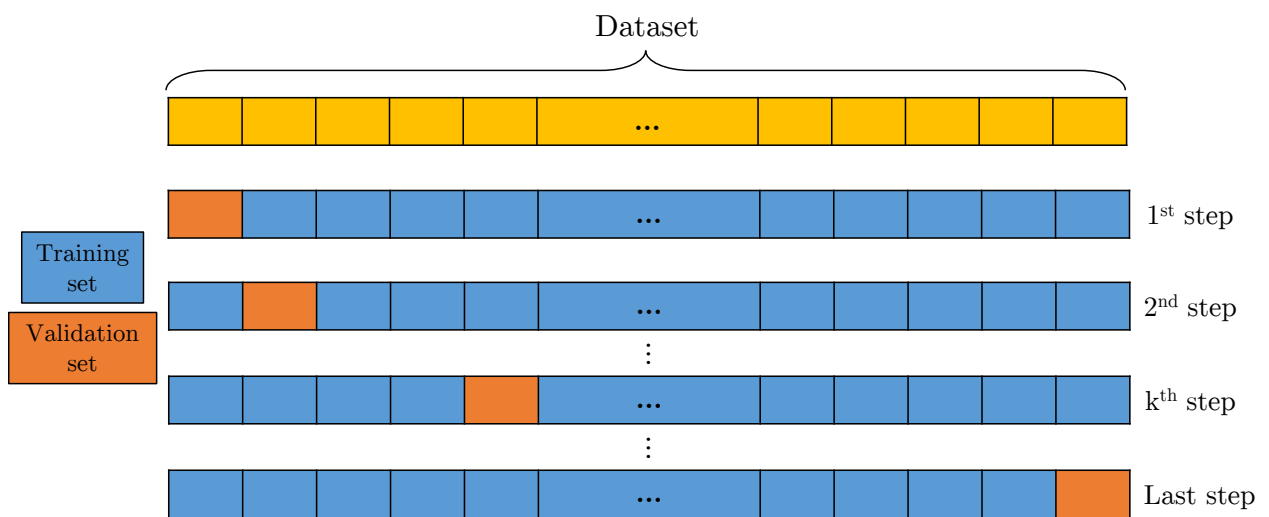 Dataset
...
...
1st step
Training
set
...
2nd step
Validation
set
⋮
...
kth step
⋮
...
Last step